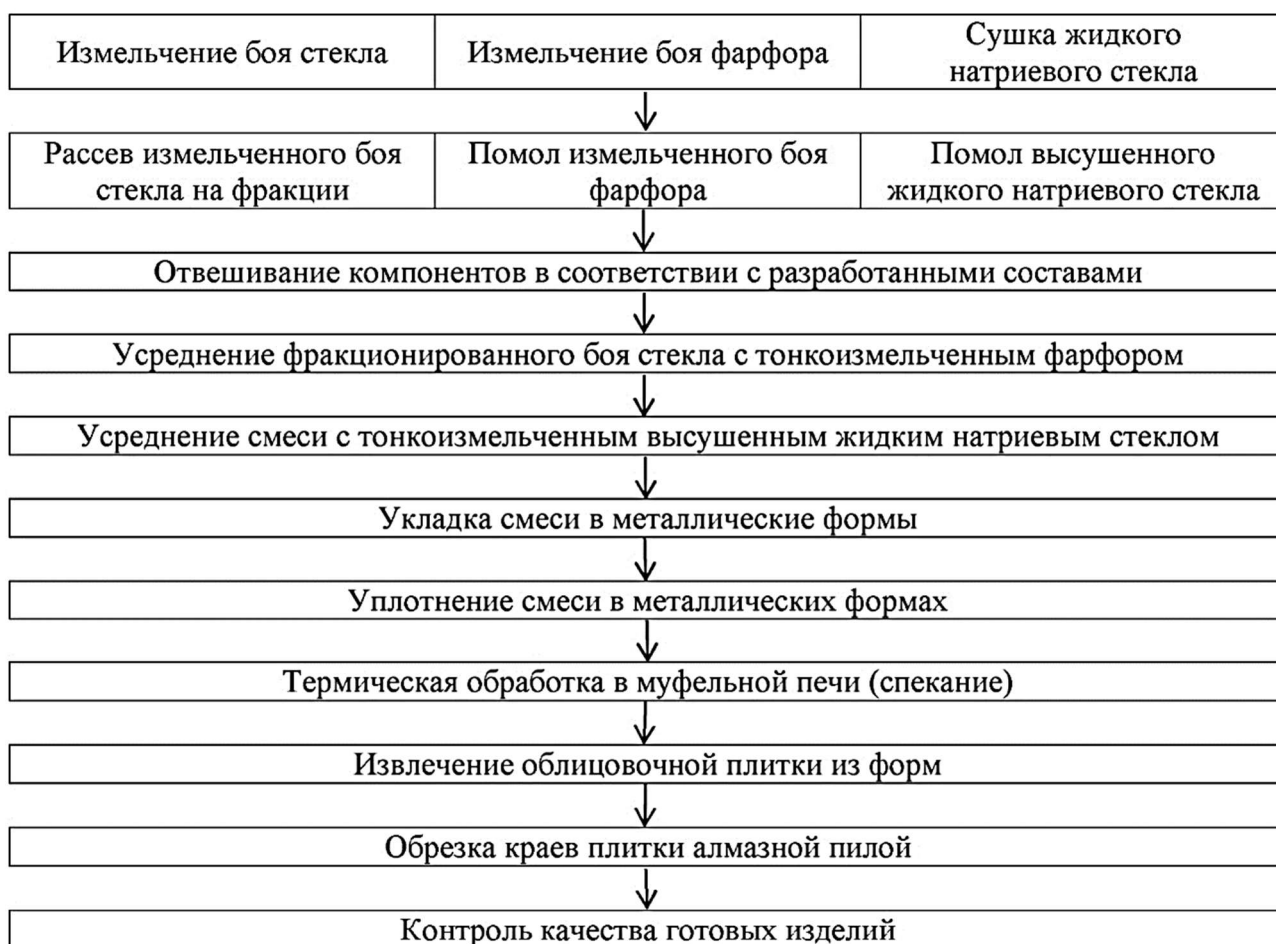 Измельчение боя стекла
Измельчение боя фарфора
Сушка жидкого
натриевого стекла
Рассев измельченного боя
стекла на фракции
Помол измельченного боя
фарфора
Помол высушенного
жидкого натриевого стекла
Отвешивание компонентов в соответствии с разработанными составами
Усреднение фракционированного боя стекла с тонкоизмельченным фарфором
Усреднение смеси с тонкоизмельченным высушенным жидким натриевым стеклом
Укладка смеси в металлические формы
Уплотнение смеси в металлических формах
Термическая обработка в муфельной печи (спекание)
Извлечение облицовочной плитки из форм
Обрезка краев плитки алмазной пилой
Контроль качества готовых изделий